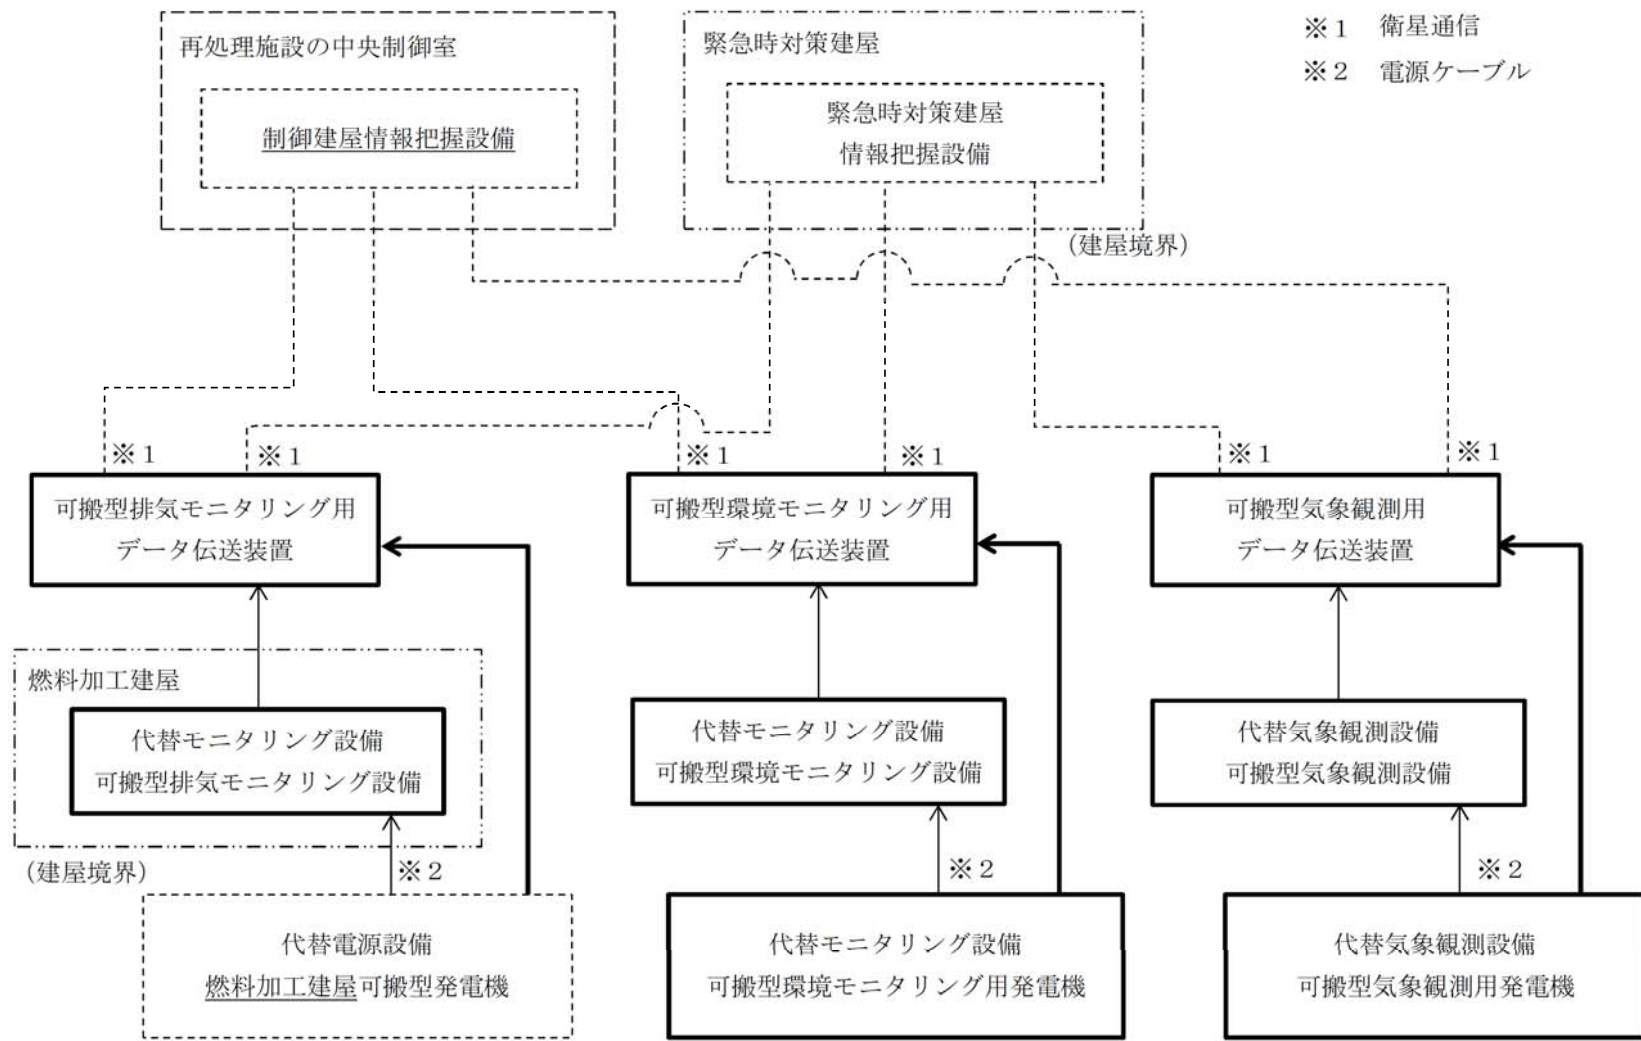 再処理施設の中央制御室
制御建屋情報把握設備
緊急時対策建屋
緊急時対策建屋
情報把握設備
(建屋境界)
※1 衛星通信
※2 電源ケーブル
※1
※1
※1
※1
※1
※1
可搬型排気モニタリング用
データ伝送装置
可搬型環境モニタリング用
データ伝送装置
可搬型気象観測用
データ伝送装置
燃料加工建屋
代替モニタリング設備
可搬型排気モニタリング設備
代替モニタリング設備
可搬型環境モニタリング設備
代替気象観測設備
可搬型気象観測設備
(建屋境界)
※2
※2
※2
代替電源設備
燃料加工建屋可搬型発電機
代替モニタリング設備
可搬型環境モニタリング用発電機
代替気象観測設備
可搬型気象観測用発電機